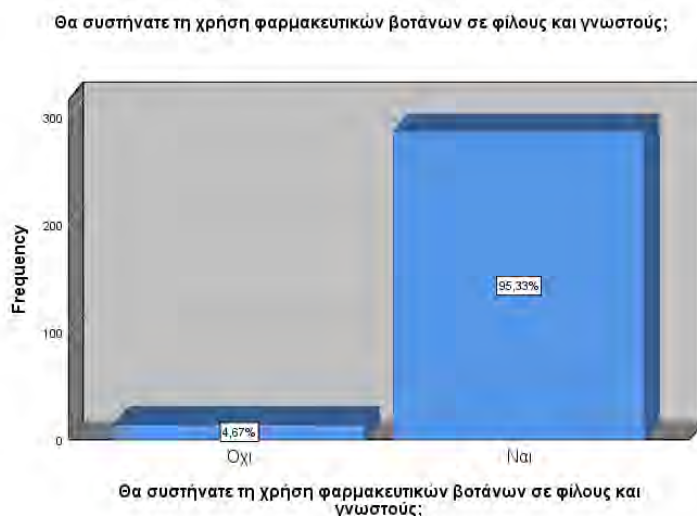 Θα συστήνατε τη χρήση φαρμακευτικών βοτάνων σε φίλους και γνωστούς;
300
200
100
0
Frequency
95,33%
4,67%
Όχι
Ναι
Θα συστήνατε τη χρήση φαρμακευτικών βοτάνων σε φίλους και
γνωστούς;